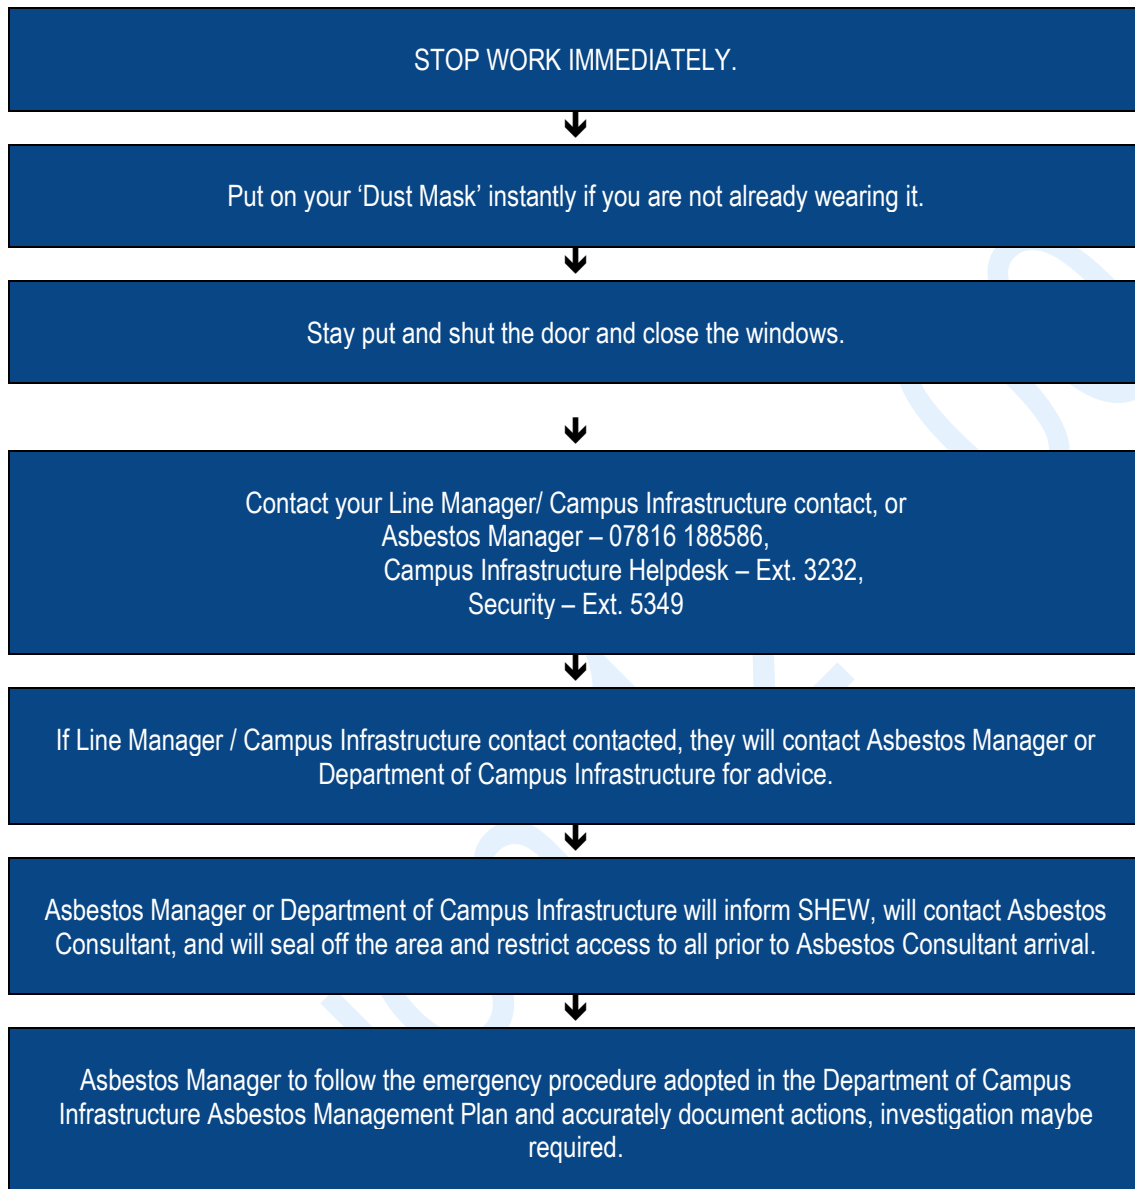 STOP WORK IMMEDIATELY.
Put on your ‘Dust Mask’ instantly if you are not already wearing it.
Stay put and shut the door and close the windows.
Contact your Line Manager/ Campus Infrastructure contact, or
Asbestos Manager – 07816 188586,
Campus Infrastructure Helpdesk – Ext. 3232,
Security – Ext. 5349
If Line Manager / Campus Infrastructure contact contacted, they will contact Asbestos Manager or
Department of Campus Infrastructure for advice.
Asbestos Manager or Department of Campus Infrastructure will inform SHEW, will contact Asbestos
Consultant, and will seal off the area and restrict access to all prior to Asbestos Consultant arrival.
Asbestos Manager to follow the emergency procedure adopted in the Department of Campus
Infrastructure Asbestos Management Plan and accurately document actions, investigation maybe
required.